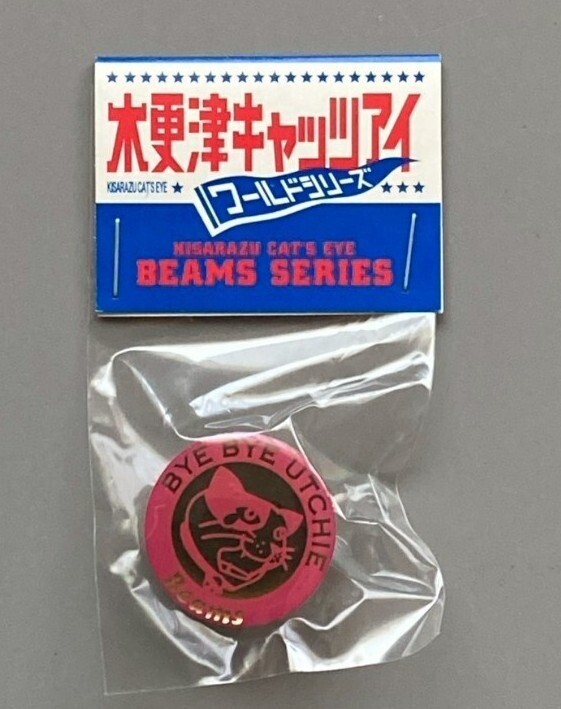 木更津キャッツアイ
KISARAZU CAT'S EYE
ワールドシリーズ
KISARAZU CAT'S EYE
BEAMS SERIES
BYE BYE UTCHIE
Beams